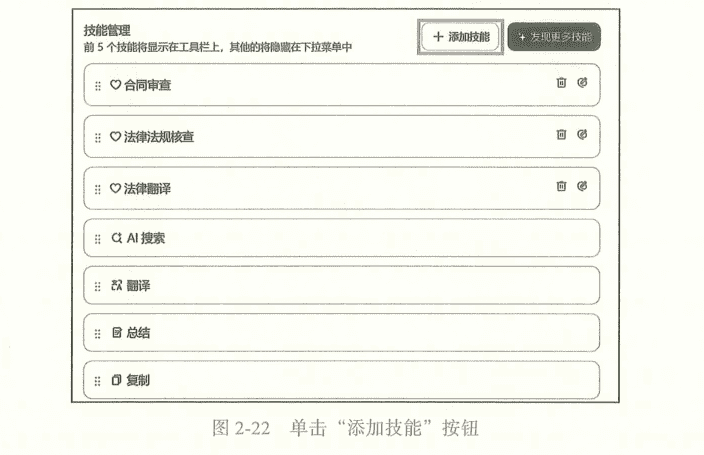 技能管理
前 5 个技能将显示在工具栏上，其他的将隐藏在下拉菜单中
+ 添加技能
发现更多技能
合同审查
法律法规核查
法律翻译
AI 搜索
翻译
总结
复制
图 2-22 单击“添加技能”按钮